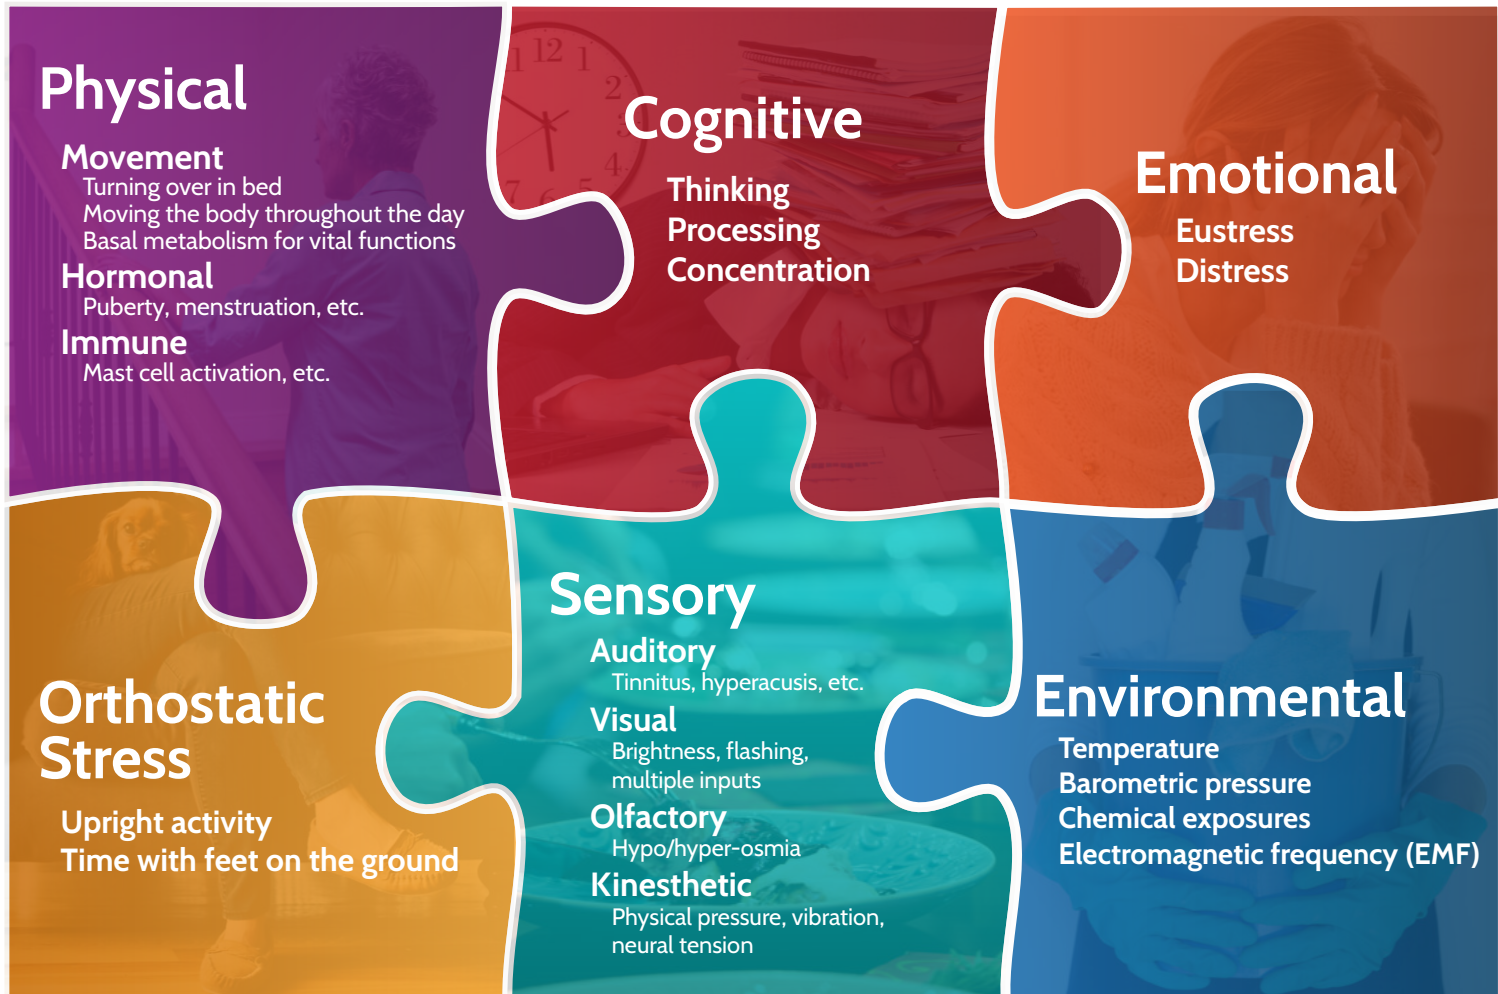 Physical
Movement
Turning over in bed
Moving the body throughout the day
Basal metabolism for vital functions
Hormonal
Puberty, menstruation, etc.
Immune
Mast cell activation, etc.
Cognitive
Thinking
Processing
Concentration
Emotional
Eustress
Distress
Orthostatic
Stress
Upright activity
Time with feet on the ground
Sensory
Auditory
Tinnitus, hyperacusis, etc.
Visual
Brightness, flashing,
multiple inputs
Olfactory
Hypo/hyper-osmia
Kinesthetic
Physical pressure, vibration,
neural tension
Environmental
Temperature
Barometric pressure
Chemical exposures
Electromagnetic frequency (EMF)